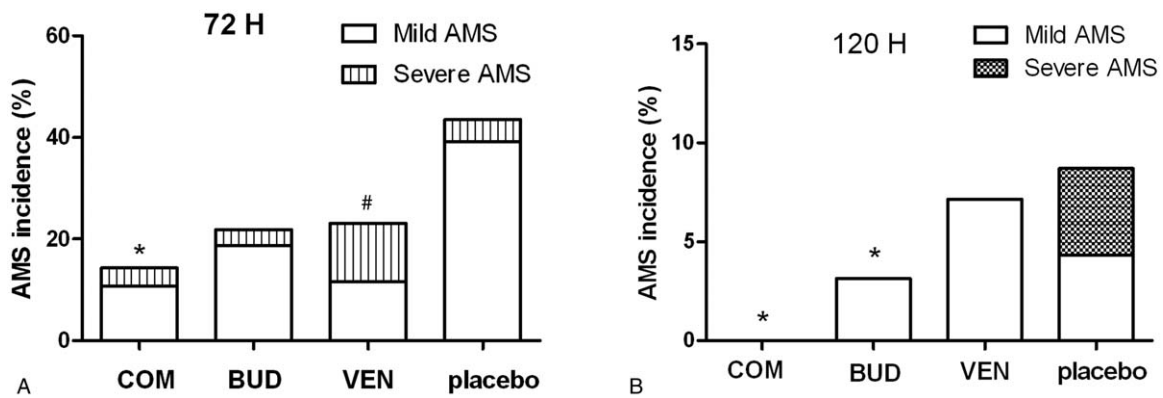 72 H
Mild AMS
Severe AMS
AMS incidence (%)
60
40
20
0
*
#
COM BUD VEN placebo
A
120 H
Mild AMS
Severe AMS
AMS incidence (%)
15
10
5
0
*
*
COM BUD VEN placebo
B